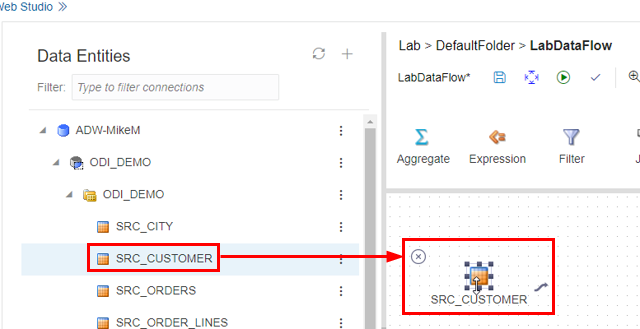 Web Studio
Data Entities
Filter: Type to filter connections
ADW-MikeM
ODI_DEMO
ODI_DEMO
SRC_CITY
SRC_CUSTOMER
SRC_ORDERS
SRC_ORDER_LINES
Lab > DefaultFolder > LabDataFlow
LabDataFlow*
Aggregate Expression Filter
SRC_CUSTOMER